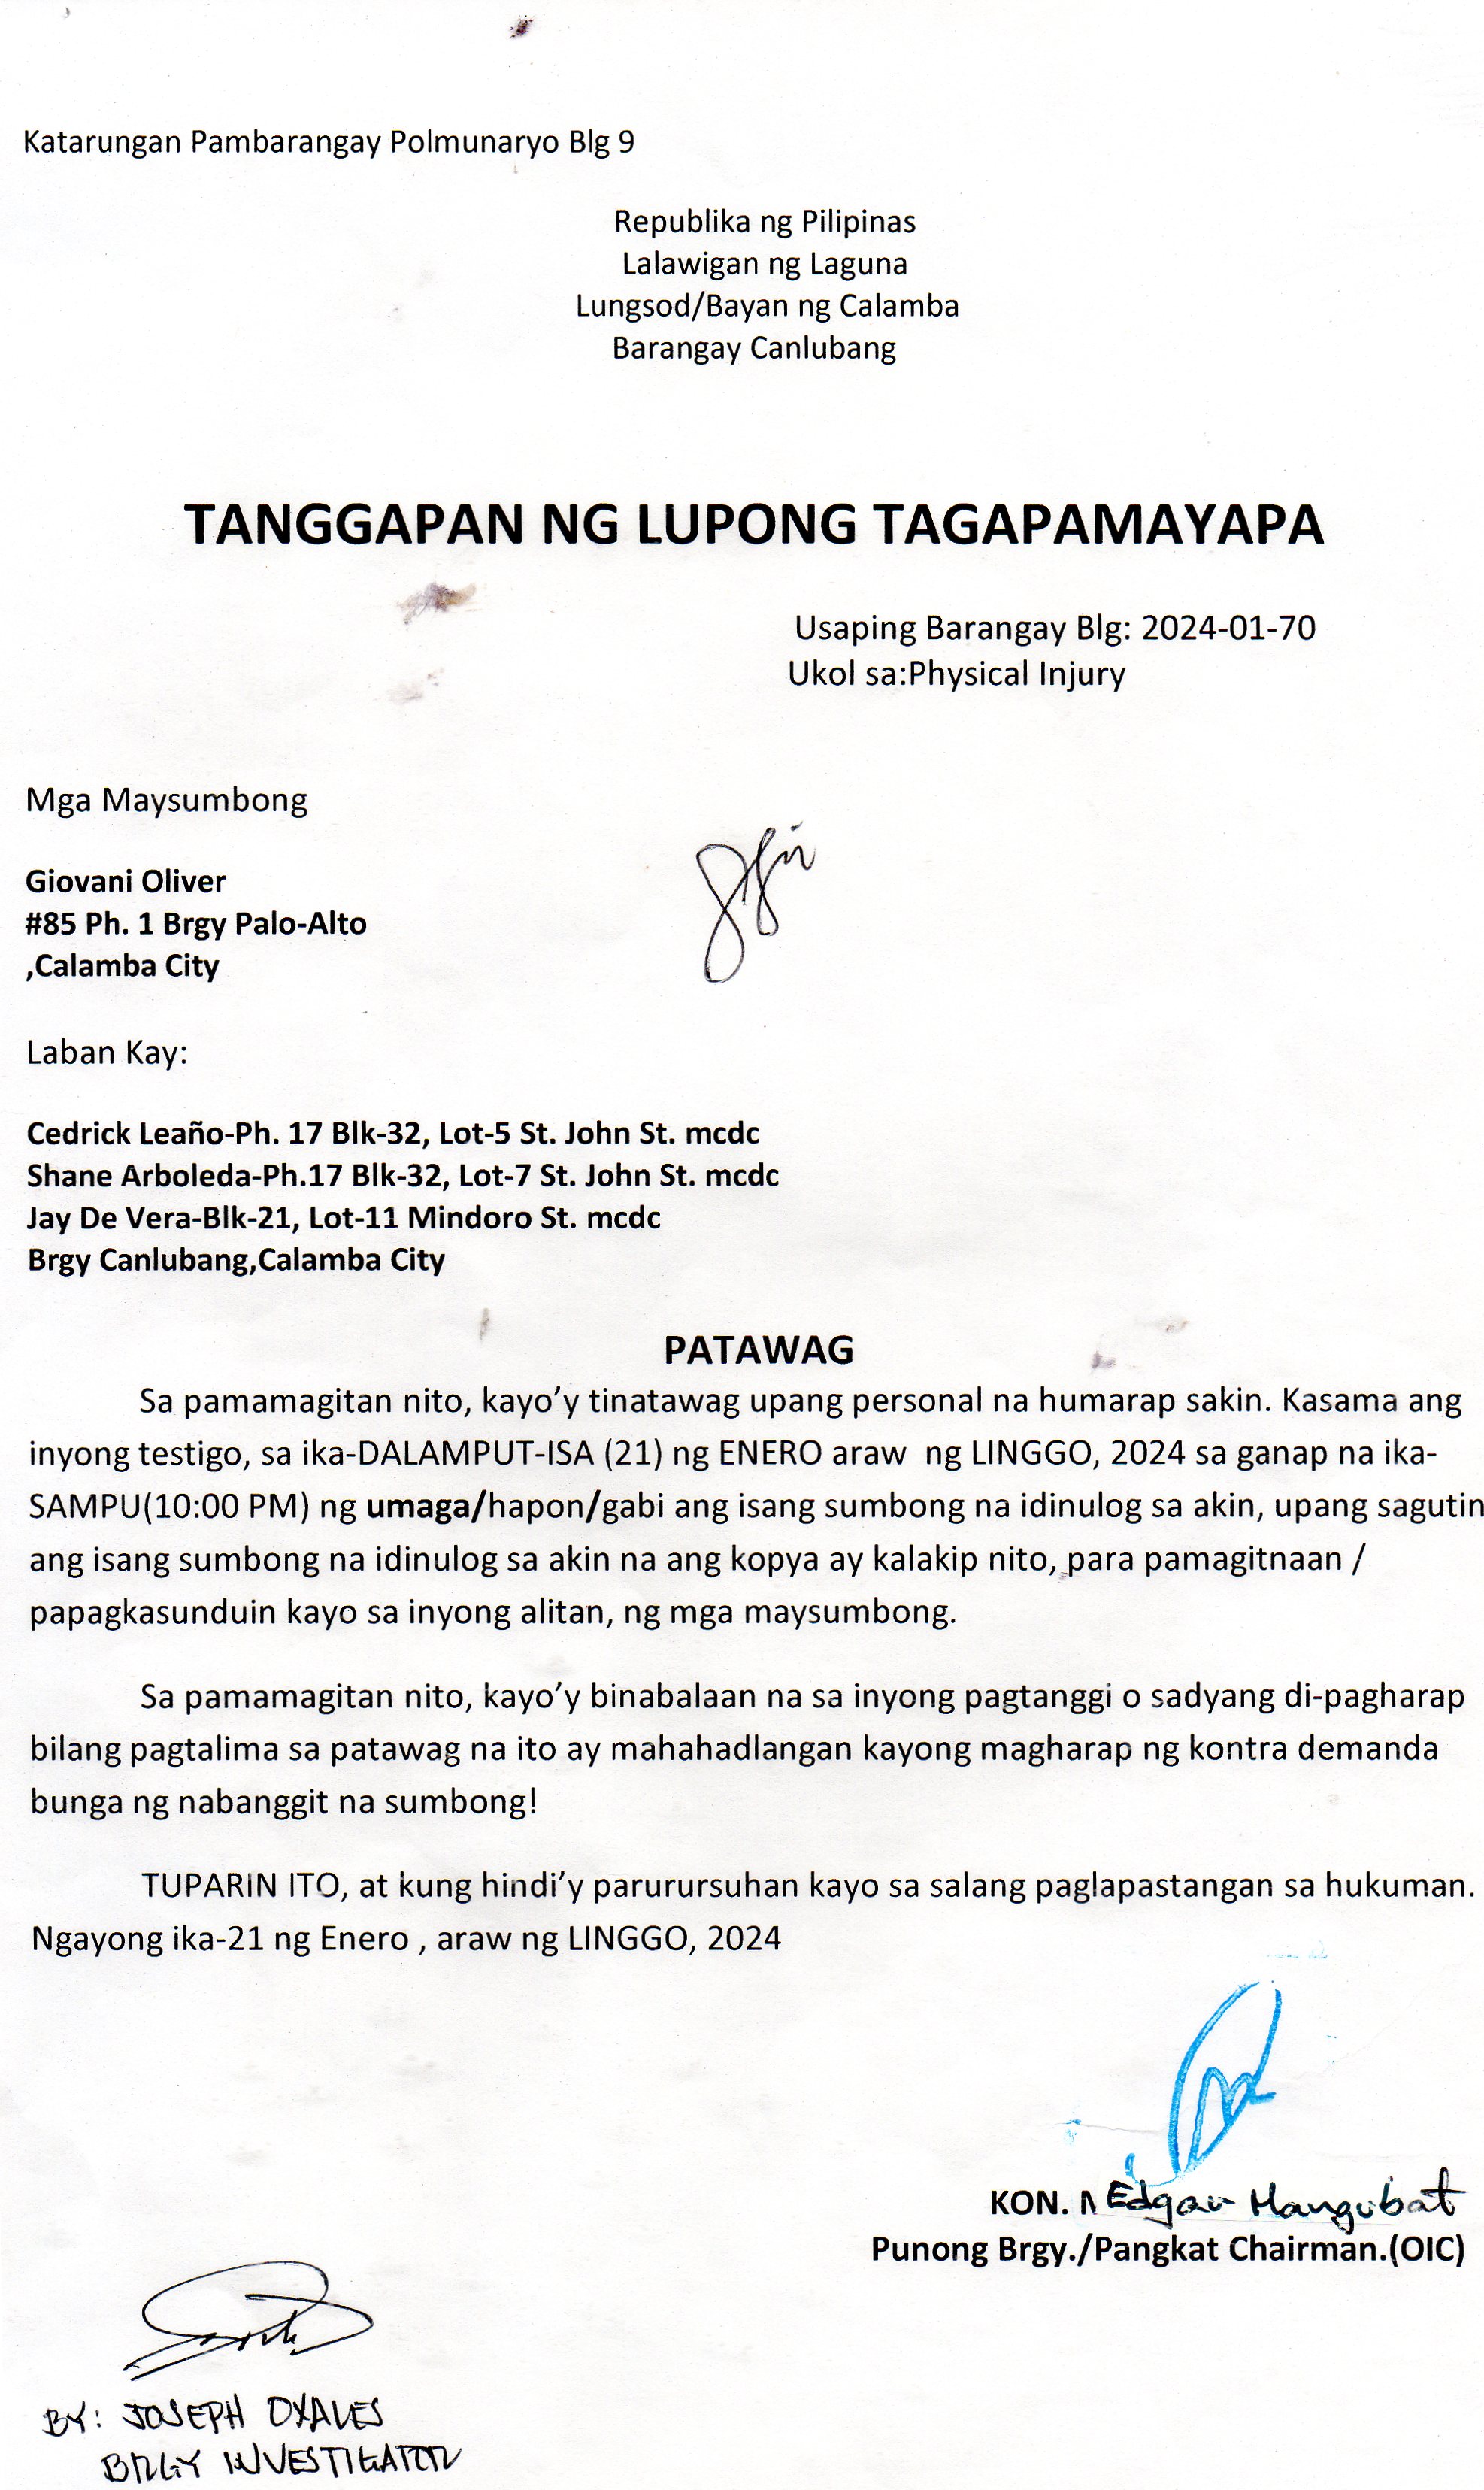 Katarungan Pambarangay Polmunaryo Blg 9
Republika ng Pilipinas
Lalawigan ng Laguna
Lungsod/Bayan ng Calamba
Barangay Canlubang
TANGGAPAN NG LUPONG TAGAPAMAYAPA
Usaping Barangay Blg: 2024-01-70
Ukol sa:Physical Injury
Mga Maysumbong
Giovani Oliver
#85 Ph. 1 Brgy Palo-Alto
,Calamba City
Laban Kay:
Cedrick Leaño-Ph. 17 Blk-32, Lot-5 St. John St. mcdc
Shane Arboleda-Ph.17 Blk-32, Lot-7 St. John St. mcdc
Jay De Vera-Blk-21, Lot-11 Mindoro St. mcdc
Brgy Canlubang,Calamba City
PATAWAG
Sa pamamagitan nito, kayo’y tinatawag upang personal na humarap sakin. Kasama ang
inyong testigo, sa ika-DALAMPUT-ISA (21) ng ENERO araw ng LINGGO, 2024 sa ganap na ika-
SAMPU(10:00 PM) ng umaga/hapon/gabi ang isang sumbong na idinulog sa akin, upang sagutin
ang isang sumbong na idinulog sa akin na ang kopya ay kalakip nito, para pamagitnaan /
papagkasunduin kayo sa inyong alitan, ng mga maysumbong.
Sa pamamagitan nito, kayo’y binabalaan na sa inyong pagtanggi o sadyang di-pagharap
bilang pagtalima sa patawag na ito ay mahahadlangan kayong magharap ng kontra demanda
bunga ng nabanggit na sumbong!
TUPARIN ITO, at kung hindi’y parurursuhan kayo sa salang paglapastangan sa hukuman.
Ngayong ika-21 ng Enero , araw ng LINGGO, 2024
KON. Edgar Mangubat
Punong Brgy./Pangkat Chairman.(OIC)
BY: JOSEPH OXALES
BRGY INVESTIGATOR